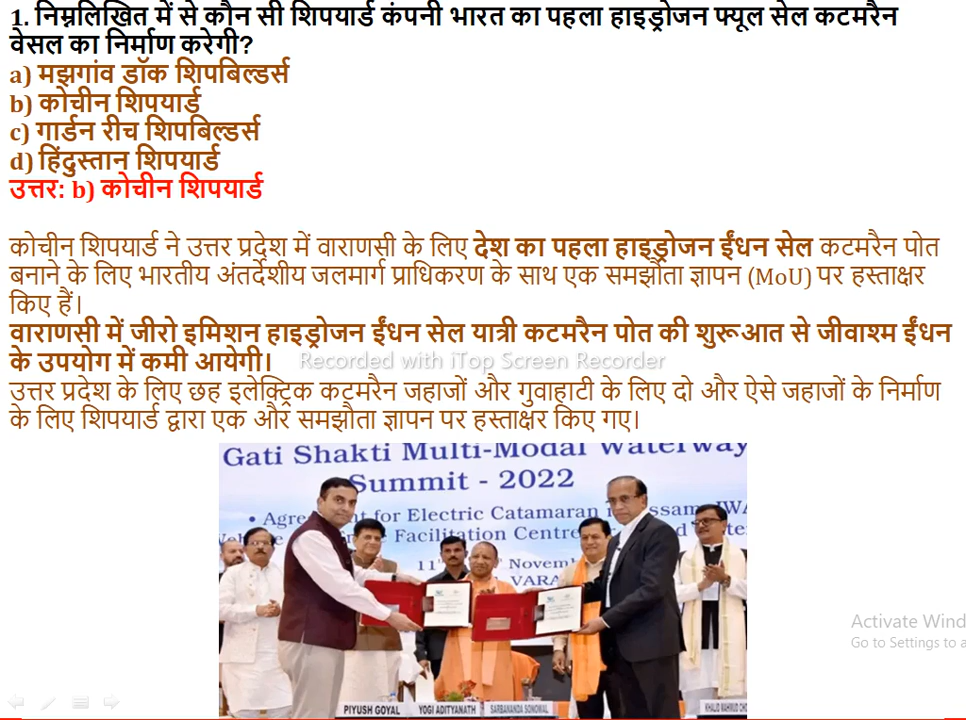 1. निम्नलिखित में से कौन सी शिपयार्ड कंपनी भारत का पहला हाइड्रोजन फ्यूल सेल कटमरैन
वेसल का निर्माण करेगी?
a) मझगांव डॉक शिपबिल्डर्स
b) कोचीन शिपयार्ड
c) गार्डन रीच शिपबिल्डर्स
d) हिंदुस्तान शिपयार्ड
उत्तर: b) कोचीन शिपयार्ड
कोचीन शिपयार्ड ने उत्तर प्रदेश में वाराणसी के लिए देश का पहला हाइड्रोजन ईंधन सेल कटमरैन पोत
बनाने के लिए भारतीय अंतर्देशीय जलमार्ग प्राधिकरण के साथ एक समझौता ज्ञापन (MoU) पर हस्ताक्षर
किए हैं।
वाराणसी में जीरो इमिशन हाइड्रोजन ईंधन सेल यात्री कटमरैन पोत की शुरूआत से जीवाश्म ईंधन
के उपयोग में कमी आयेगी।
Recorded with iTop Screen Recorder
उत्तर प्रदेश के लिए छह इलेक्ट्रिक कटमरैन जहाजों और गुवाहाटी के लिए दो और ऐसे जहाजों के निर्माण
के लिए शिपयार्ड द्वारा एक और समझौता ज्ञापन पर हस्ताक्षर किए गए।
Gati Shakti Multi-Modal Waterway
Summit - 2022
• for Electric Catamaran
Facilitation Centre
PIYUSH GOYAL YOGI ADITYANATH SARBANANDA SONOWAL KHALID MAHMUD
Activate Wind
Go to Settings to a